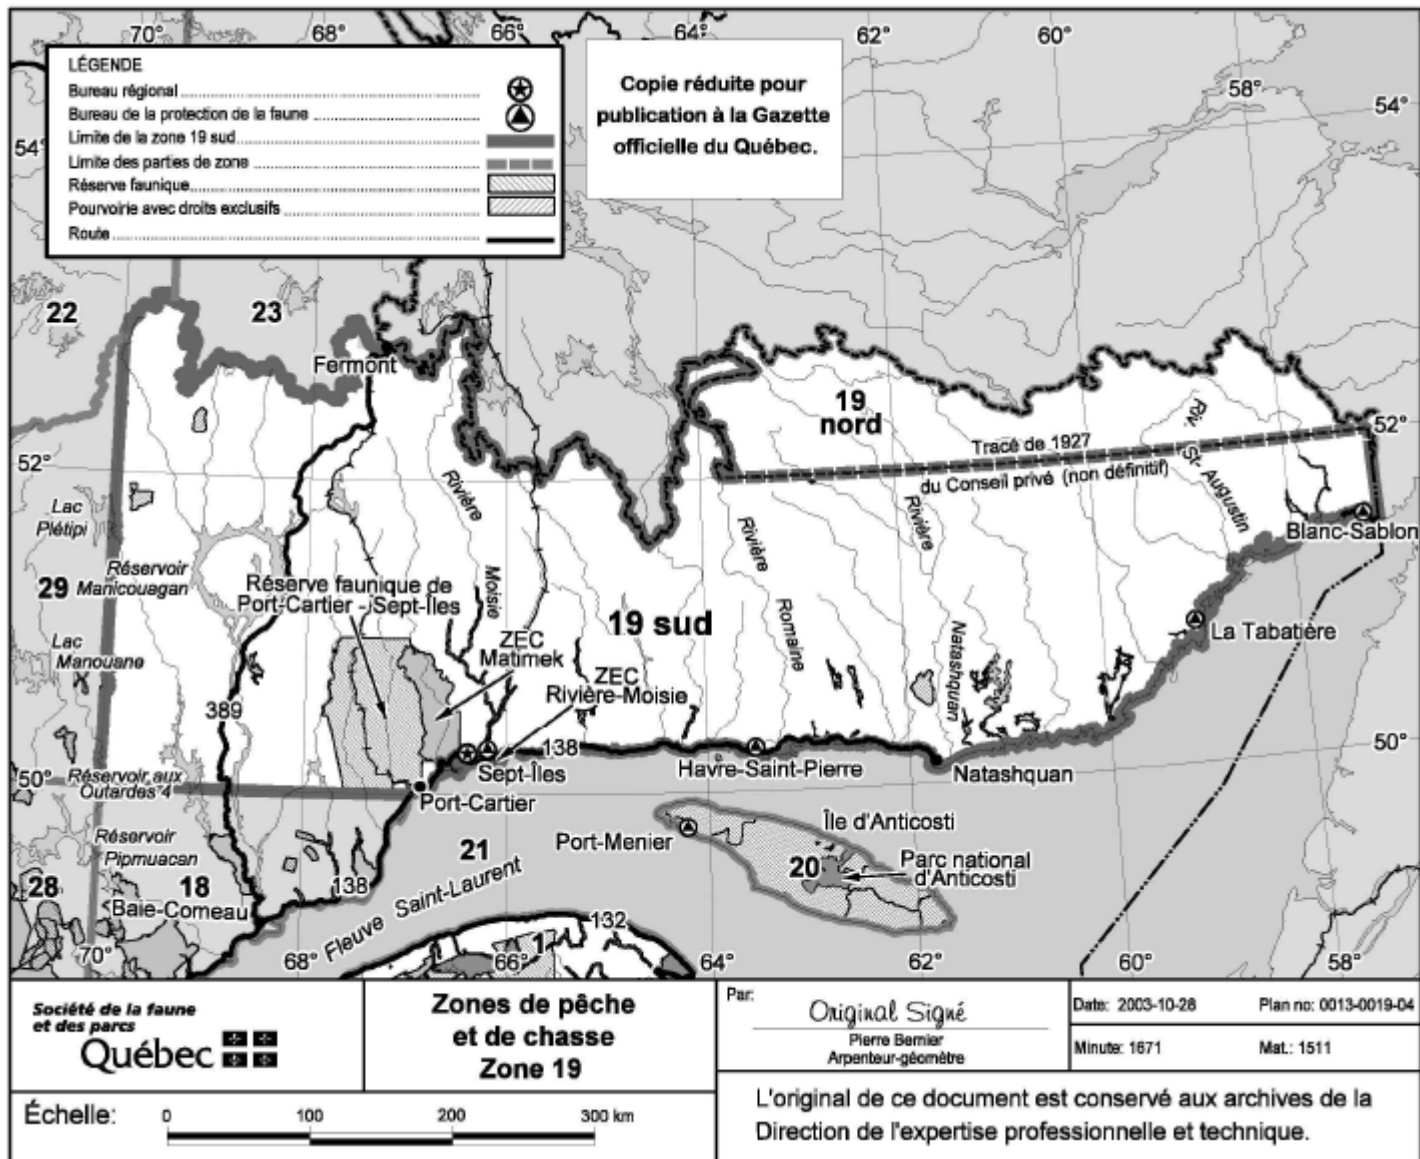 70°
68°
66°
64°
62°
60°
58°
54°
54°
LÉGENDE
Bureau régional
Bureau de la protection de la faune
Limite de la zone 19 sud
Limite des parties de zone
Réserve faunique
Pourvoirie avec droits exclusifs
Route
Copie réduite pour
publication à la Gazette
officielle du Québec.
22
23
Fermont
19
nord
Tracé de 1927
du Conseil privé (non définitif)
Riv.
St- Augustin
52°
52°
Lac
Plétipi
Rivière
Moisie
Rivière
Romaine
Rivière
Natashquan
Blanc-Sablon
Réservoir
Manicouagan
29
Réserve faunique de
Port-Cartier - Sept-Îles
ZEC
Matimek
19 sud
ZEC
Rivière-Moisie
La Tabatière
Lac
Manouane
389
138
Sept-Îles
Havre-Saint-Pierre
Natashquan
50°
50°
Réservoir aux
Outardes 4
Port-Cartier
Réservoir
Pipmuacan
21
Port-Menier
Île d'Anticosti
20
Parc national
d'Anticosti
28
18
Baie-Comeau
138
Fleuve Saint-Laurent
132
1
70°
68°
66°
64°
62°
60°
58°
Société de la faune
et des parcs
Québec
Zones de pêche
et de chasse
Zone 19
Par:
Original Signé
Pierre Bernier
Arpenteur-géomètre
Date: 2003-10-28
Plan no: 0013-0019-04
Minute: 1671
Mat.: 1511
Échelle:
0
100
200
300 km
L'original de ce document est conservé aux archives de la
Direction de l'expertise professionnelle et technique.